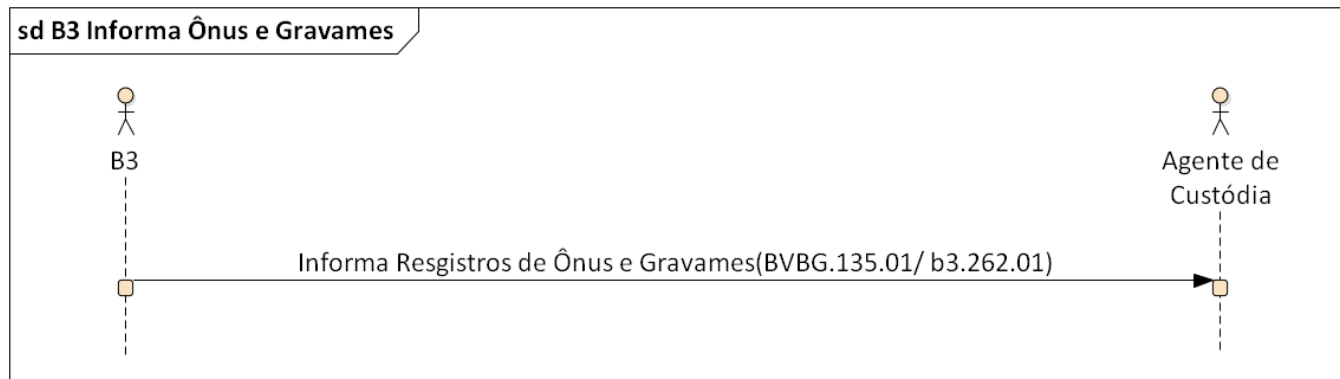 sd B3 Informa Ônus e Gravames
B3
Agente de
Custódia
Informa Resgistros de Ônus e Gravames(BVBG.135.01/ b3.262.01)